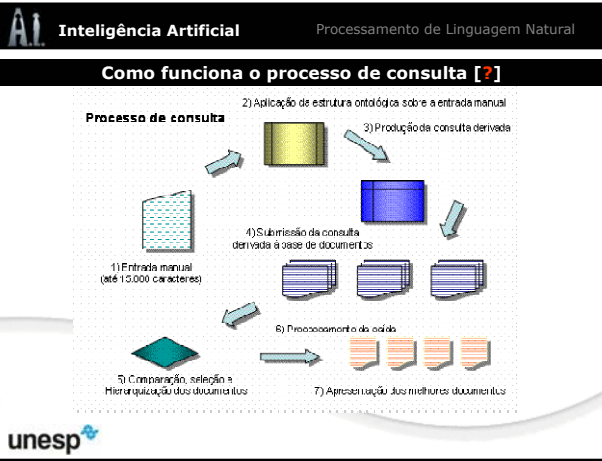 A.I. Inteligência Artificial
Processamento de Linguagem Natural
Como funciona o processo de consulta [?]
Processo de consulta
2) Aplicação da estrutura ontológica sobre a entrada manual
3) Produção da consulta derivada
4) Submissão da consulta
derivada à base de documentos
1) Entrada manual
(até 15.000 caracteres)
6) Processamento da saída
5) Comparação, seleção e
Hierarquização dos documentos
7) Apresentação dos melhores documentos
unesp